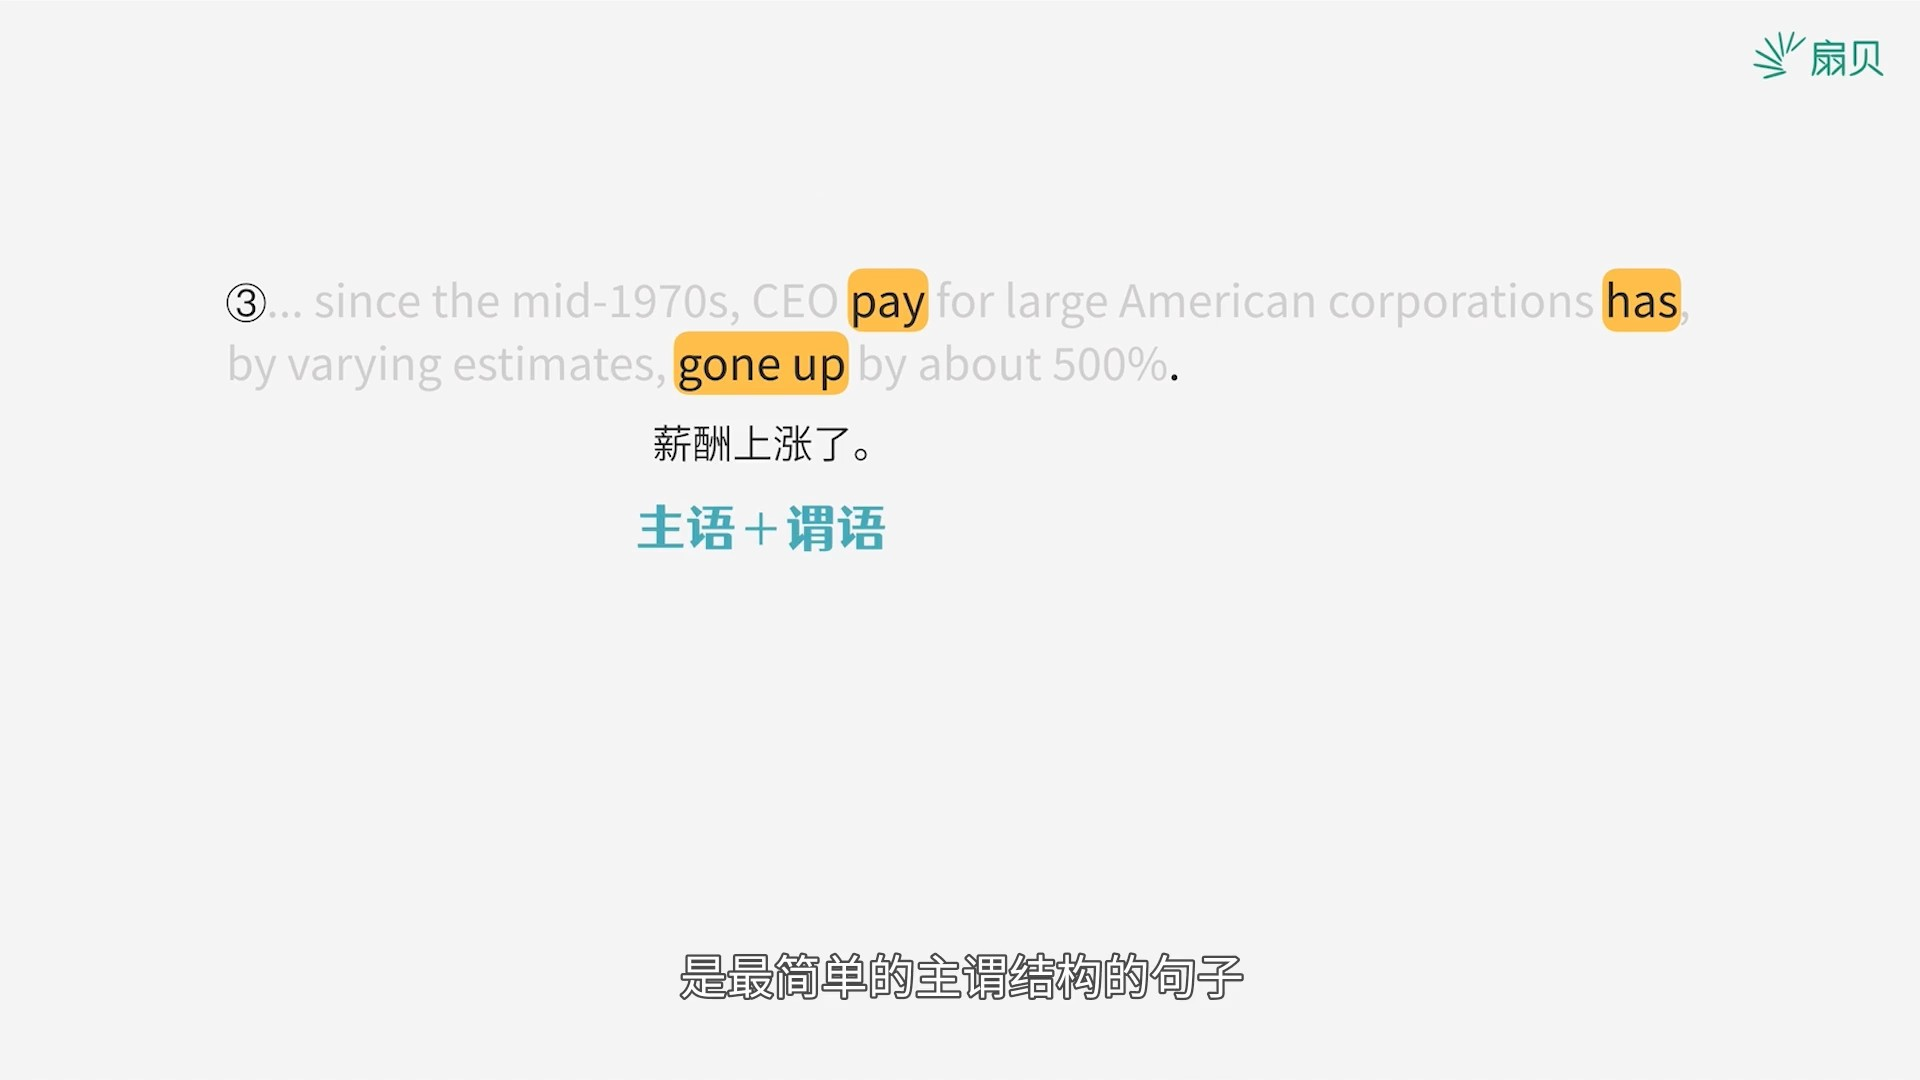 扇贝
③... since the mid-1970s, CEO pay for large American corporations has,
by varying estimates, gone up by about 500%.
薪酬上涨了。
主语+谓语
是最简单的主谓结构的句子